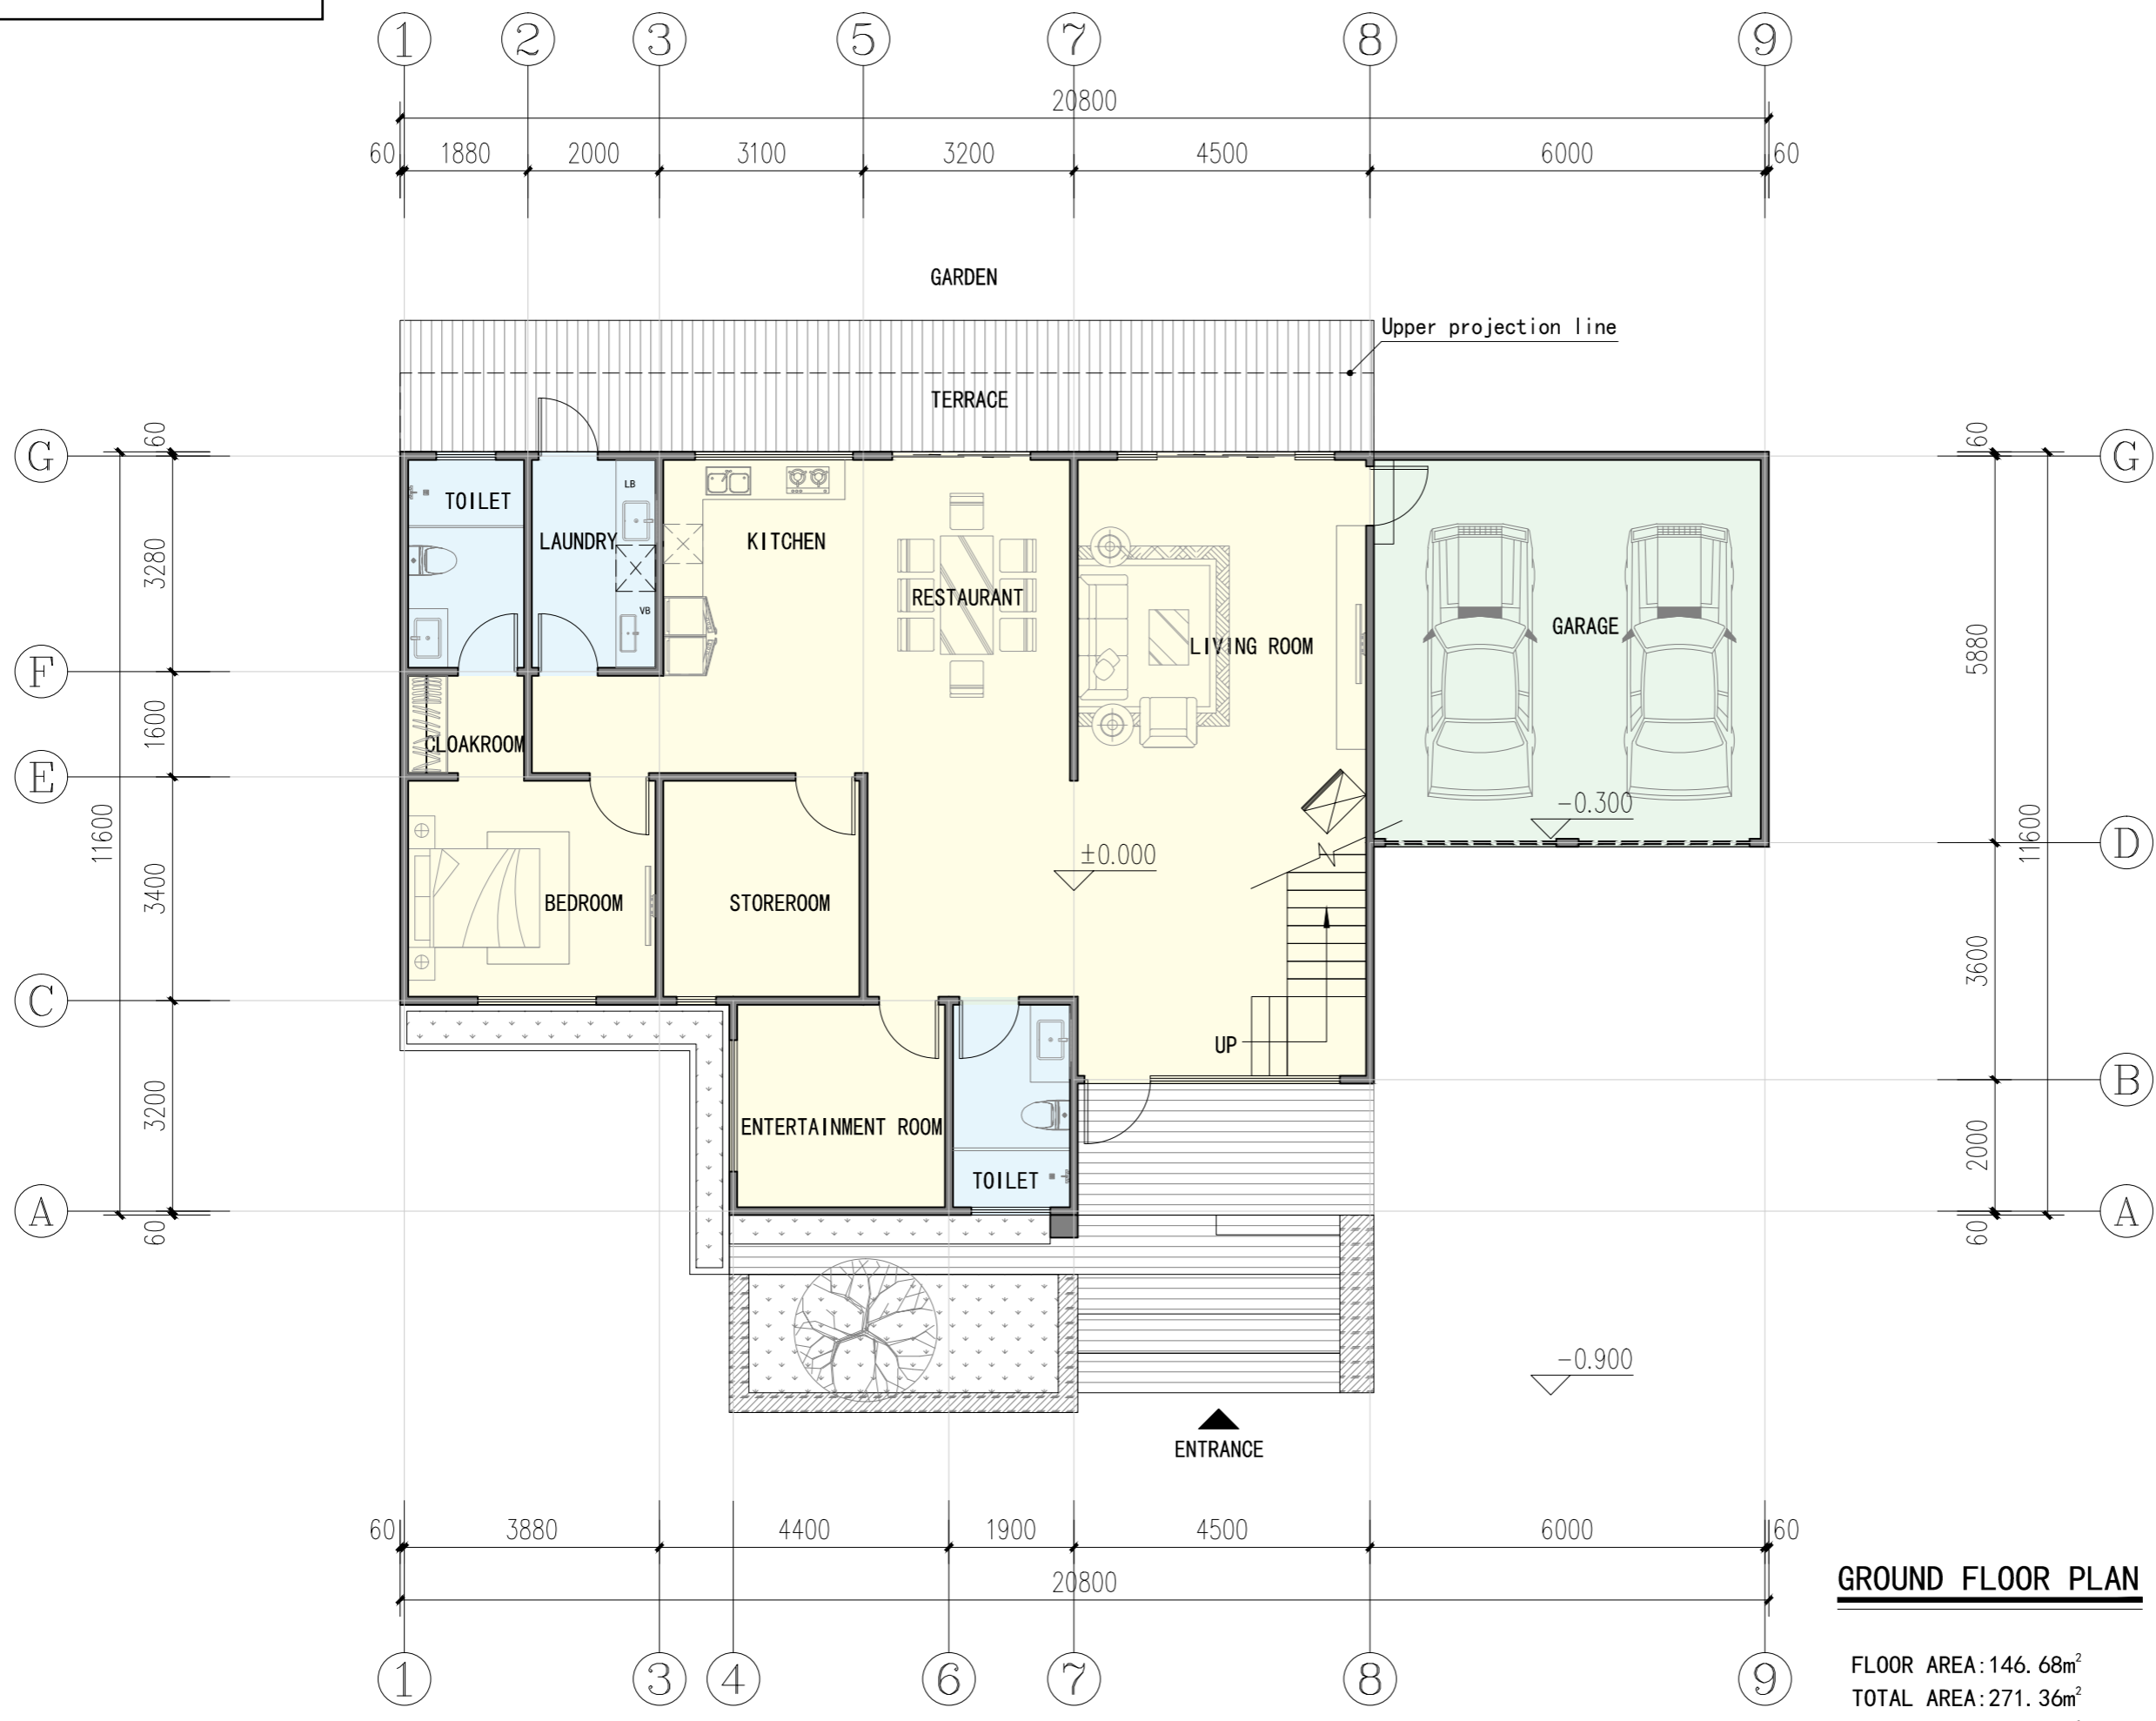 1 2 3 5 7 8 9
20800
60 1880 2000 3100 3200 4500 6000 60
GARDEN
Upper projection line
TERRACE
G 60 60 G
TOILET
LB
LAUNDRY
KITCHEN
3280
RESTAURANT
VB
GARAGE
LIVING ROOM
5880
F
1600
CLOAKROOM
E
-0.300
11600
11600
D
±0.000
3400
BEDROOM
STOREROOM
3600
C
UP
B
3200
ENTERTAINMENT ROOM
2000
TOILET
A 60 60 A
-0.900
ENTRANCE
60 3880 4400 1900 4500 6000 60
20800
GROUND FLOOR PLAN
1 3 4 6 7 8 9
FLOOR AREA:146.68m²
TOTAL AREA:271.36m²